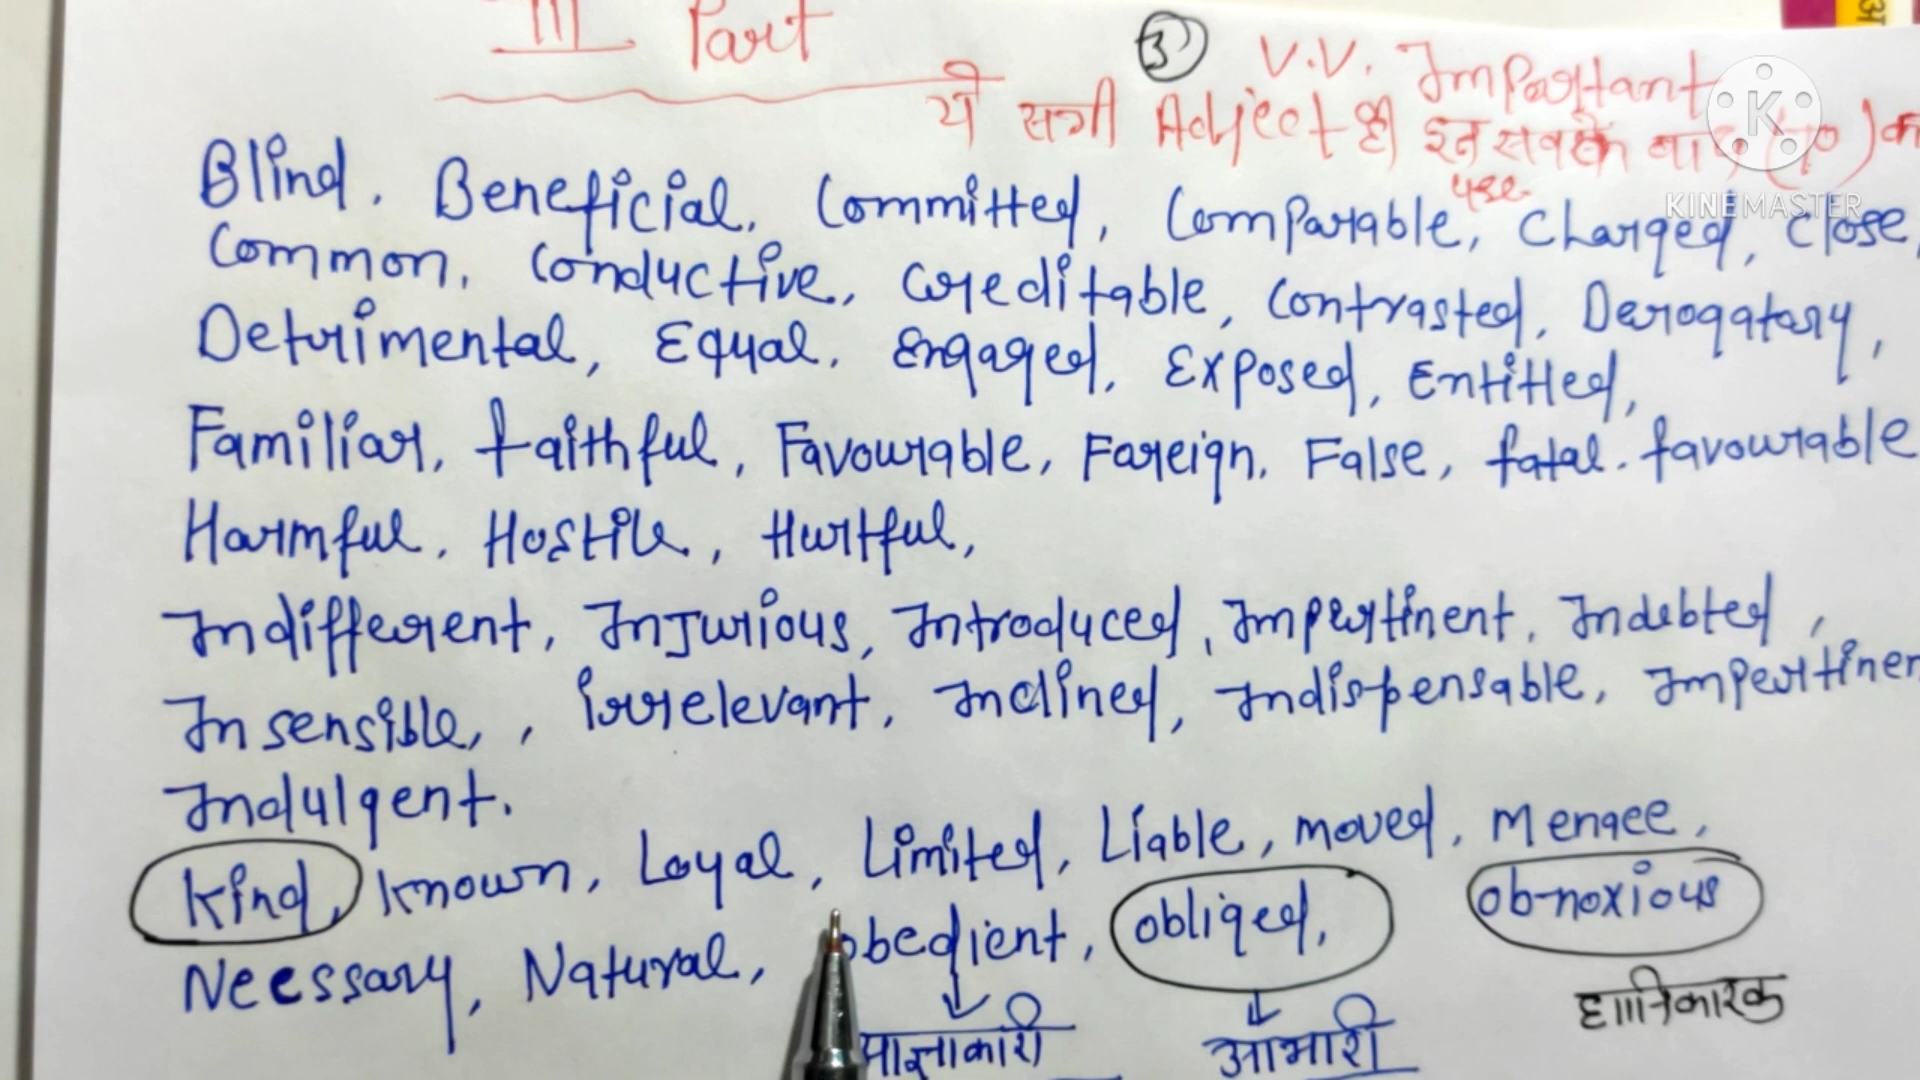 III Part
③ V.V. Important
ये सभी Adject है इन सबके बाद (to) का
use
Blind, Beneficial, Committed, Comparable, Charged, Close,
Common, Conductive, Creditable, Contrasted, Derogatary,
Detrimental, Equal, Engaged, Exposed, Entitled,
Familiar, faithful, Favourable, Foreign, False, fatal, favourable
Harmful, Hostile, Hurtful,
Indifferent, Injurious, Introduced, Impertinent, Indebted,
Insensible, , irrelevant, Inclined, Indispensable, Impertinen
Indulgent.
Kind, Known, Loyal, Limited, Liable, moved, menace,
Necessary, Natural, obedient, obliged, ob-noxious
आज्ञाकारी आभारी हानिकारक
KINEMASTER